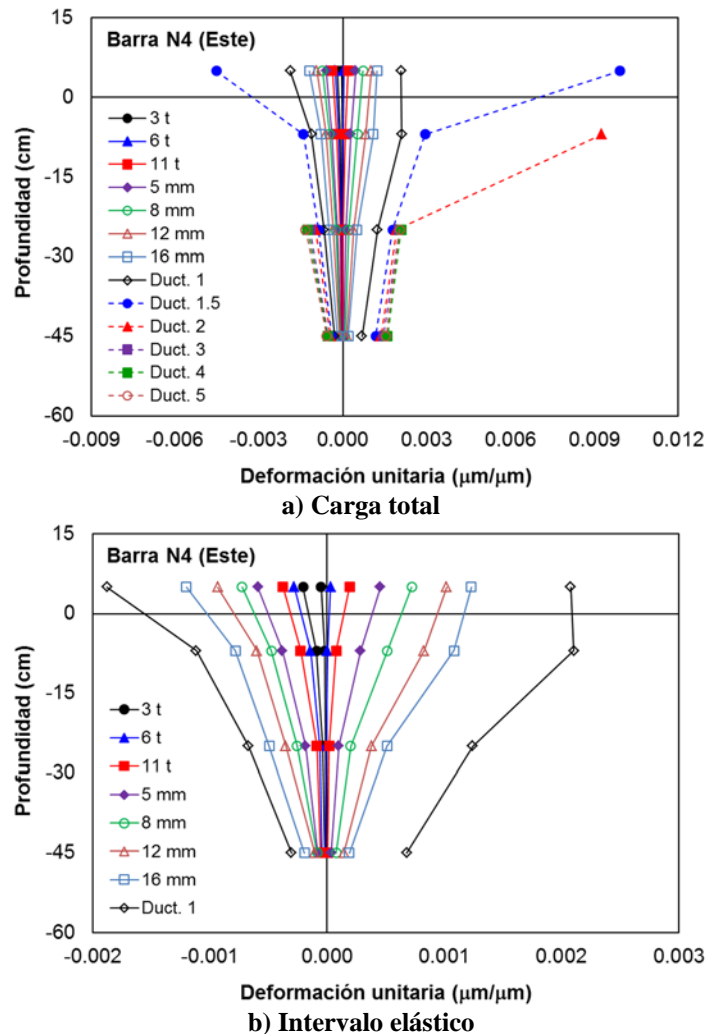 15
Barra N4 (Este)
0
3 t
6 t
11 t
-15
5 mm
8 mm
12 mm
-30
16 mm
Duct. 1
Duct. 1.5
-45
Duct. 2
Duct. 3
Duct. 4
Duct. 5
-60
Profundidad (cm)
-0.009 -0.006 -0.003 0.000 0.003 0.006 0.009 0.012
Deformación unitaria (μm/μm)
a) Carga total
15
Barra N4 (Este)
0
-15
3 t
6 t
11 t
-30
5 mm
8 mm
12 mm
-45
16 mm
Duct. 1
-60
Profundidad (cm)
-0.002 -0.001 0.000 0.001 0.002 0.003
Deformación unitaria (μm/μm)
b) Intervalo elástico